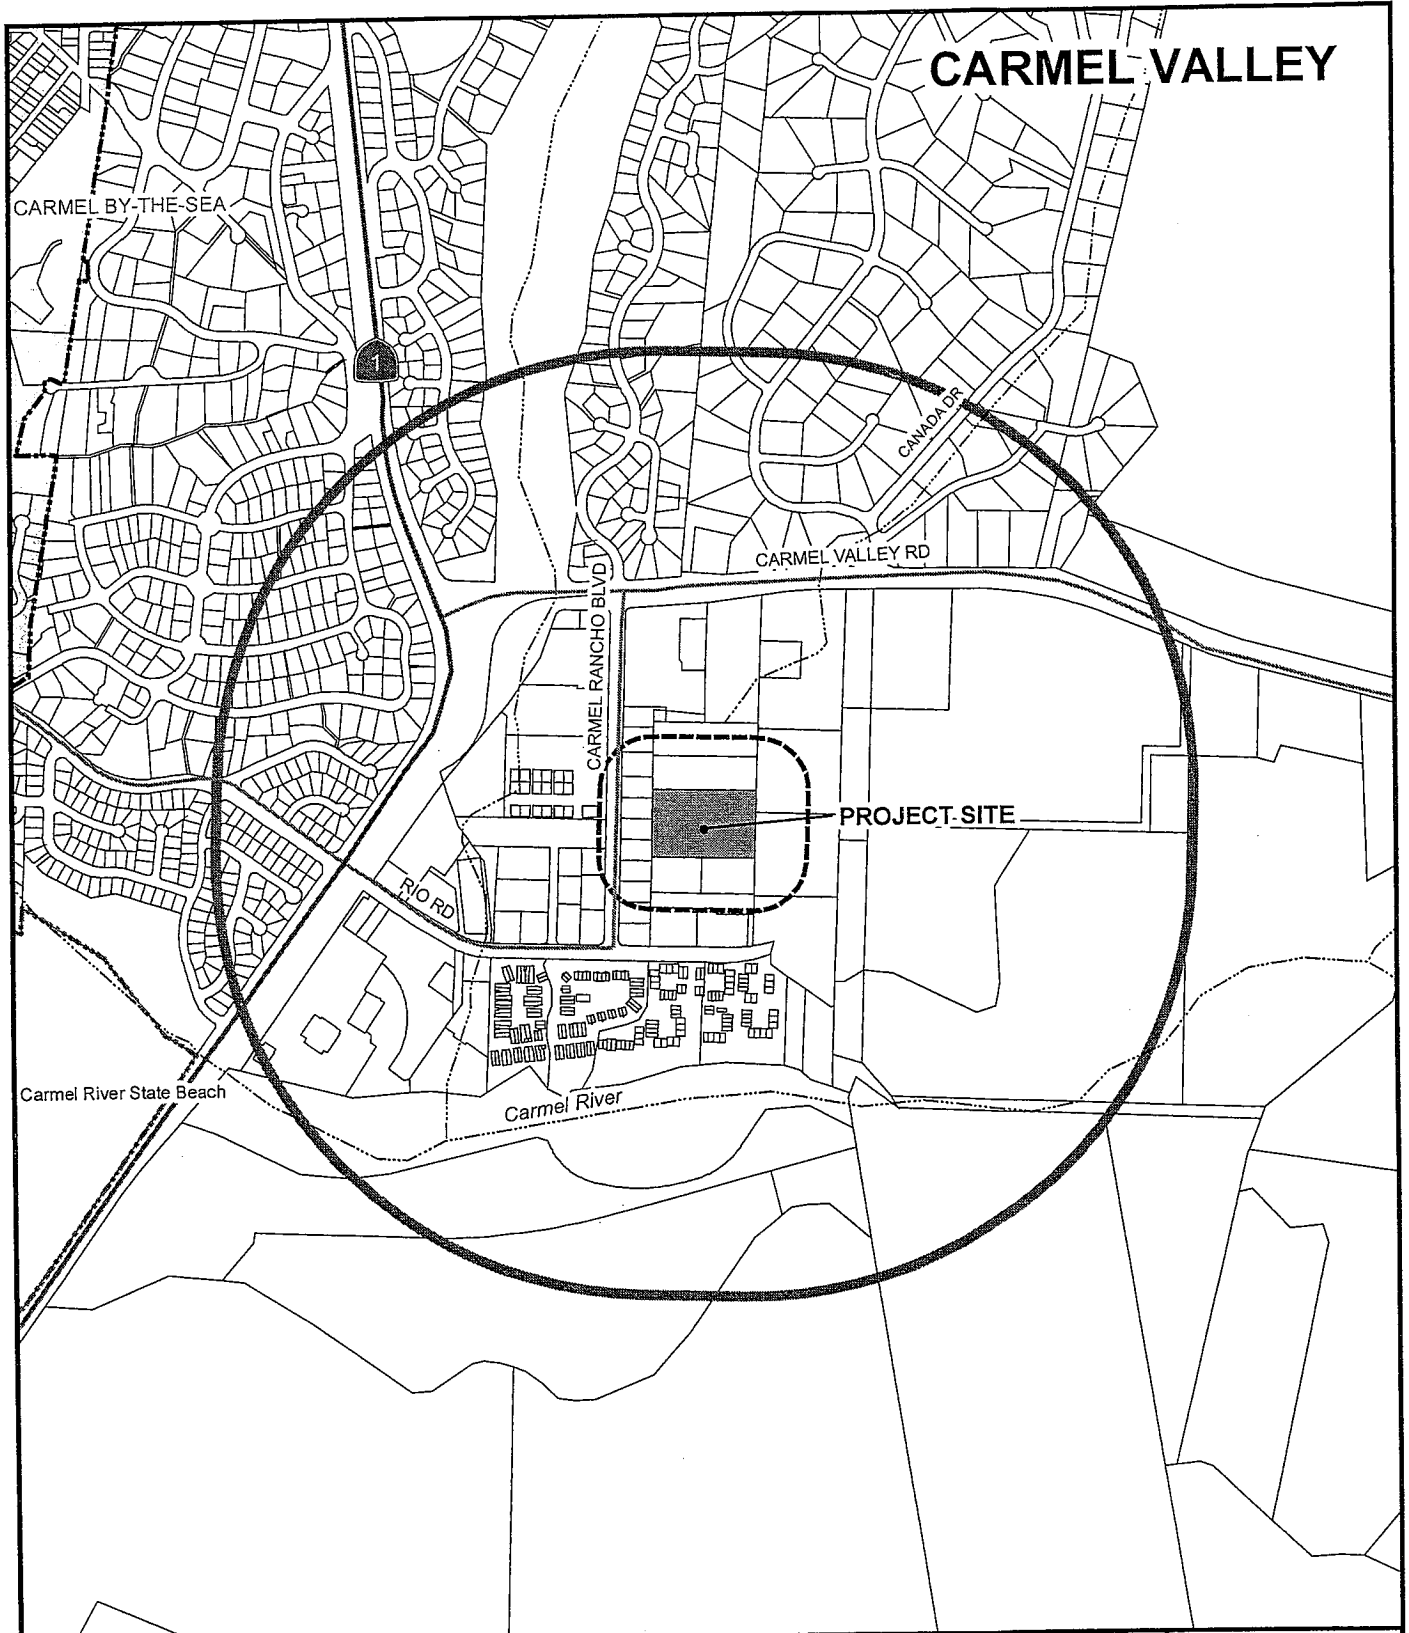 CARMEL VALLEY
CARMEL BY-THE-SEA
1
CANADA DR
CARMEL VALLEY RD
CARMEL RANCHO BLVD
PROJECT SITE
RIO RD
Carmel River State Beach
Carmel River